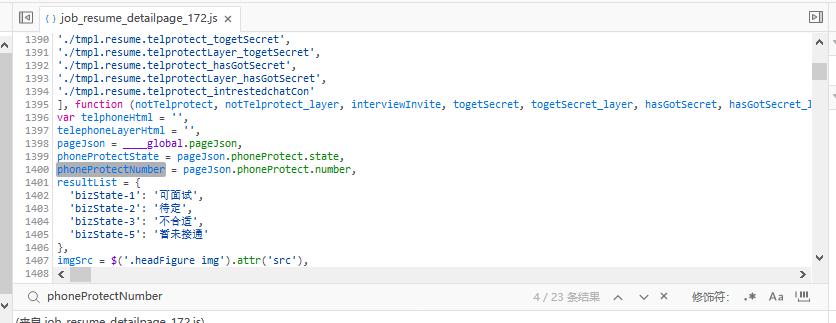 job_resume_detailpage_172.js ×
1390 './tmpl.resume.telprotect_togetSecret',
1391 './tmpl.resume.telprotectLayer_togetSecret',
1392 './tmpl.resume.telprotect_hasGotSecret',
1393 './tmpl.resume.telprotectLayer_hasGotSecret',
1394 './tmpl.resume.telprotect_intrestedchatCon'
1395 ], function (notTelprotect, notTelprotect_layer, interviewInvite, togetSecret, togetSecret_layer, hasGotSecret, hasGotSecret_l
1396 var telphoneHtml = '',
1397 telephoneLayerHtml = '',
1398 pageJson = ____global.pageJson,
1399 phoneProtectState = pageJson.phoneProtect.state,
1400 phoneProtectNumber = pageJson.phoneProtect.number,
1401 resultList = {
1402 'bizState-1': '可面试',
1403 'bizState-2': '待定',
1404 'bizState-3': '不合适',
1405 'bizState-5': '暂未接通'
1406 },
1407 imgSrc = $('.headFigure img').attr('src'),
1408
phoneProtectNumber 4 / 23 条结果 修饰符: .* Aa
(来自 job_resume_detailpage_172.js)